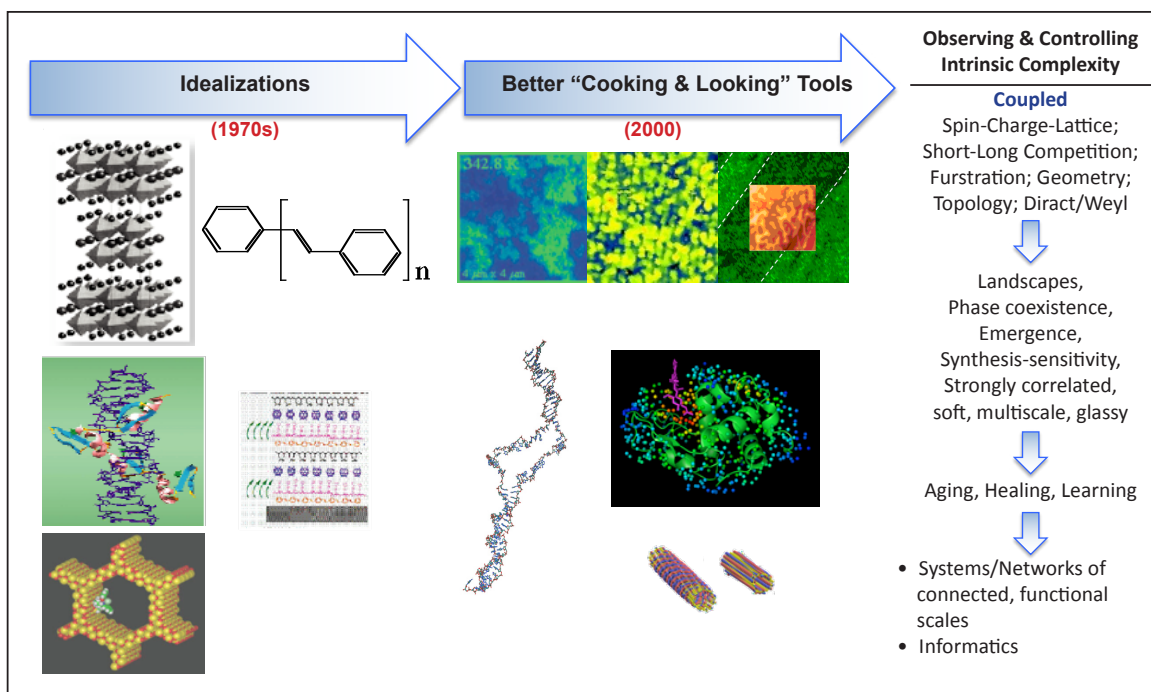 Idealizations
(1970s)
Better “Cooking & Looking” Tools
(2000)
342.8 K
4 µm x 4 µm
n
Observing & Controlling
Intrinsic Complexity
Coupled
Spin-Charge-Lattice;
Short-Long Competition;
Furstration; Geometry;
Topology; Diract/Weyl
Landscapes,
Phase coexistence,
Emergence,
Synthesis-sensitivity,
Strongly correlated,
soft, multiscale, glassy
Aging, Healing, Learning
• Systems/Networks of
connected, functional
scales
• Informatics